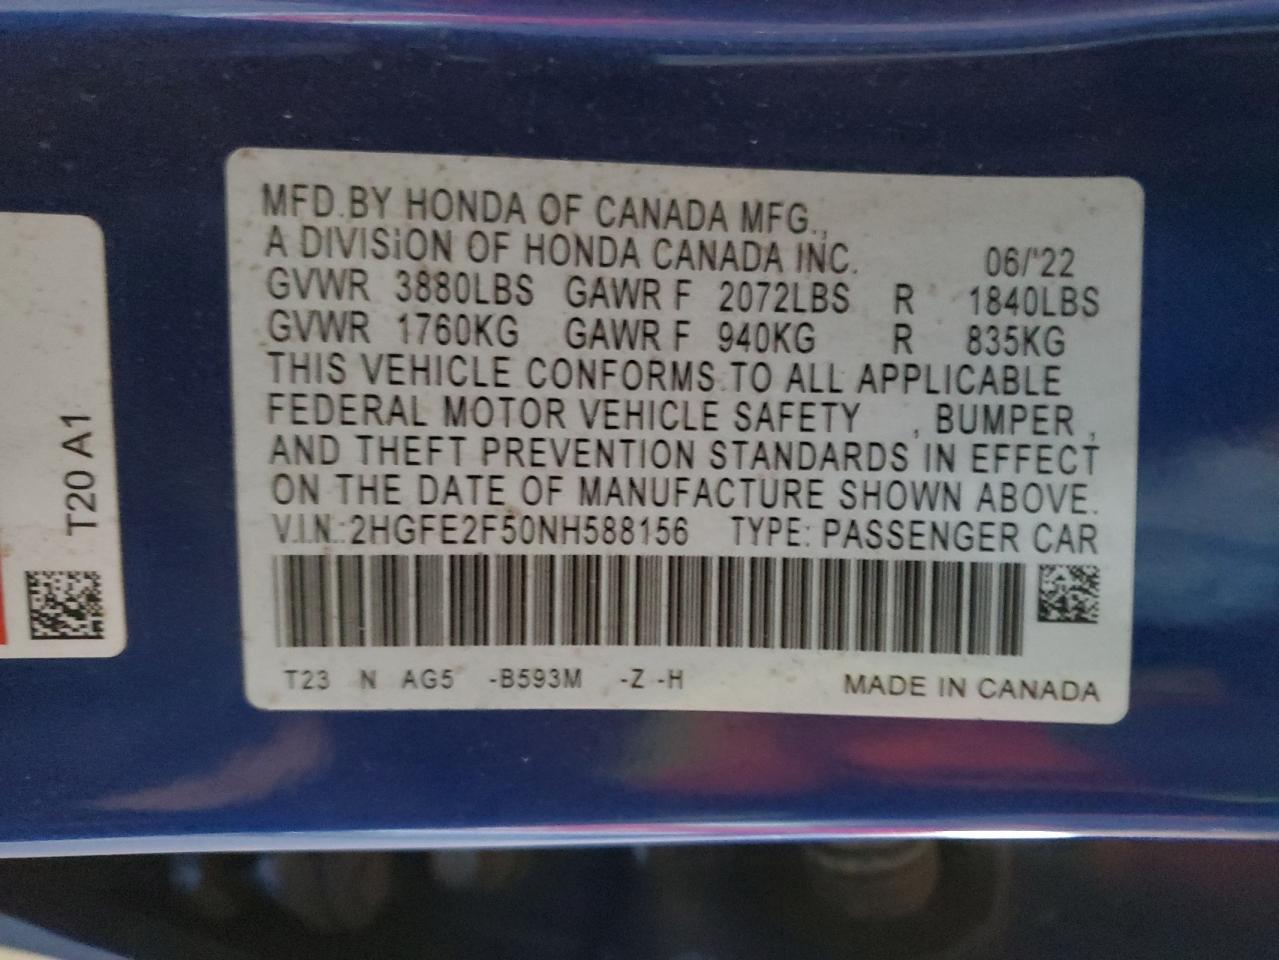 MFD.BY HONDA OF CANADA MFG.,
A DIVISiON OF HONDA CANADA INC. 06/'22
GVWR 3880LBS GAWR F 2072LBS R 1840LBS
GVWR 1760KG GAWR F 940KG R 835KG
THIS VEHICLE CONFORMS TO ALL APPLICABLE
FEDERAL MOTOR VEHICLE SAFETY , BUMPER ,
AND THEFT PREVENTION STANDARDS IN EFFECT
ON THE DATE OF MANUFACTURE SHOWN ABOVE.
V.I.N.:2HGFE2F50NH588156 TYPE: PASSENGER CAR
T23 N AG5 -B593M -Z -H MADE IN CANADA
T20 A1